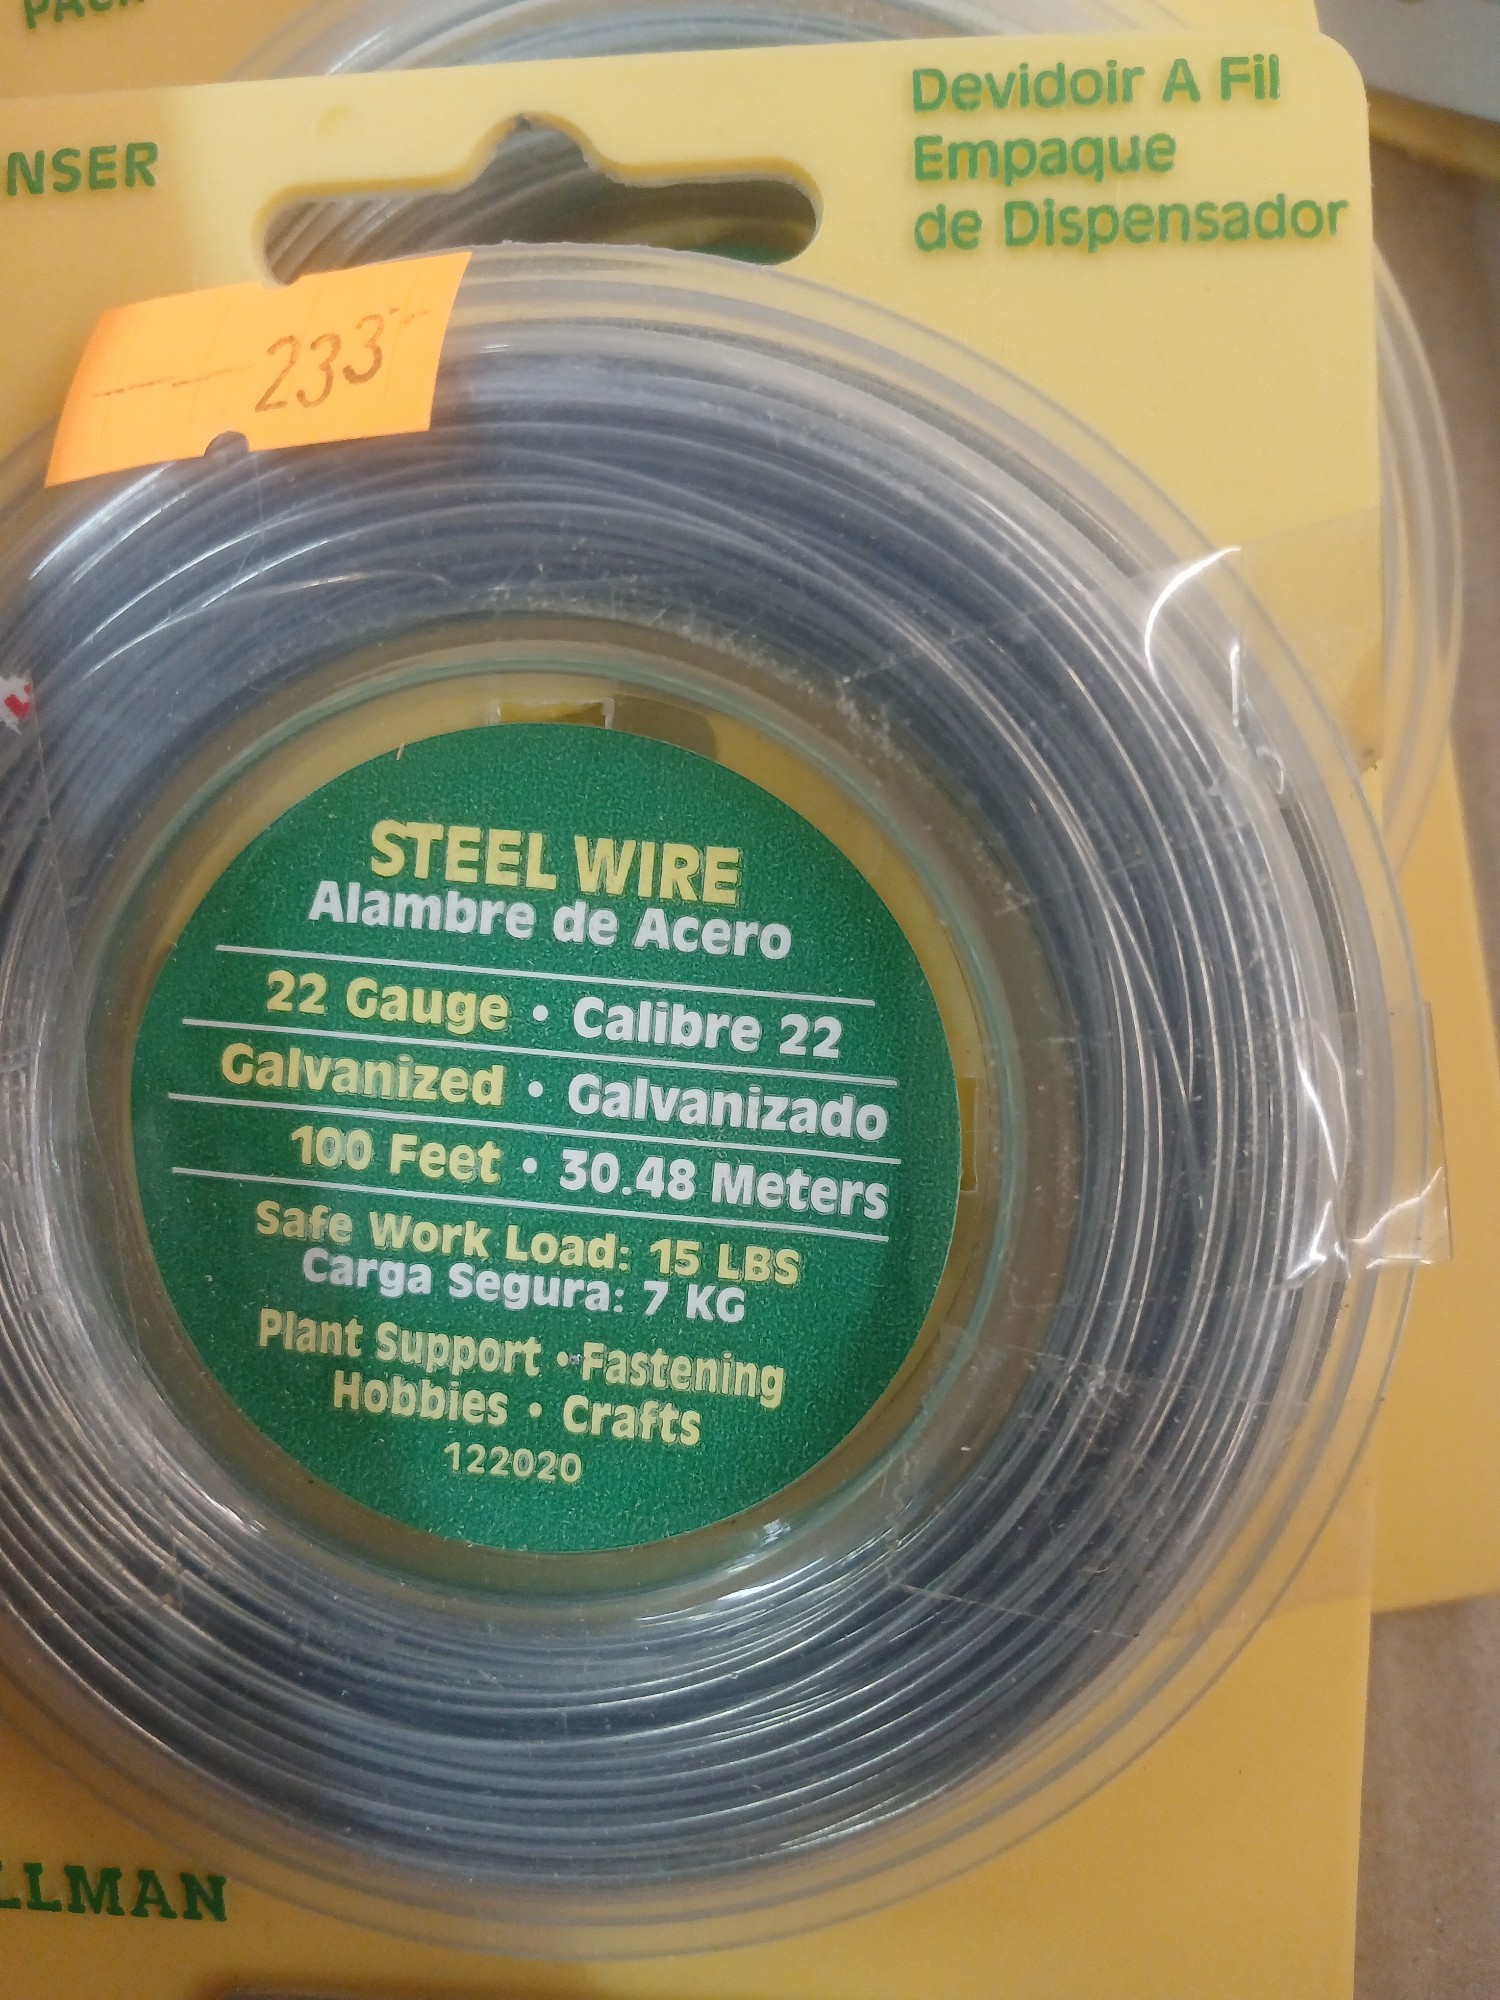 PACK
NSER
Devidoir A Fil
Empaque
de Dispensador
233
STEEL WIRE
Alambre de Acero
22 Gauge • Calibre 22
Galvanized • Galvanizado
100 Feet • 30.48 Meters
Safe Work Load: 15 LBS
Carga Segura: 7 KG
Plant Support • Fastening
Hobbies • Crafts
122020
LLMAN